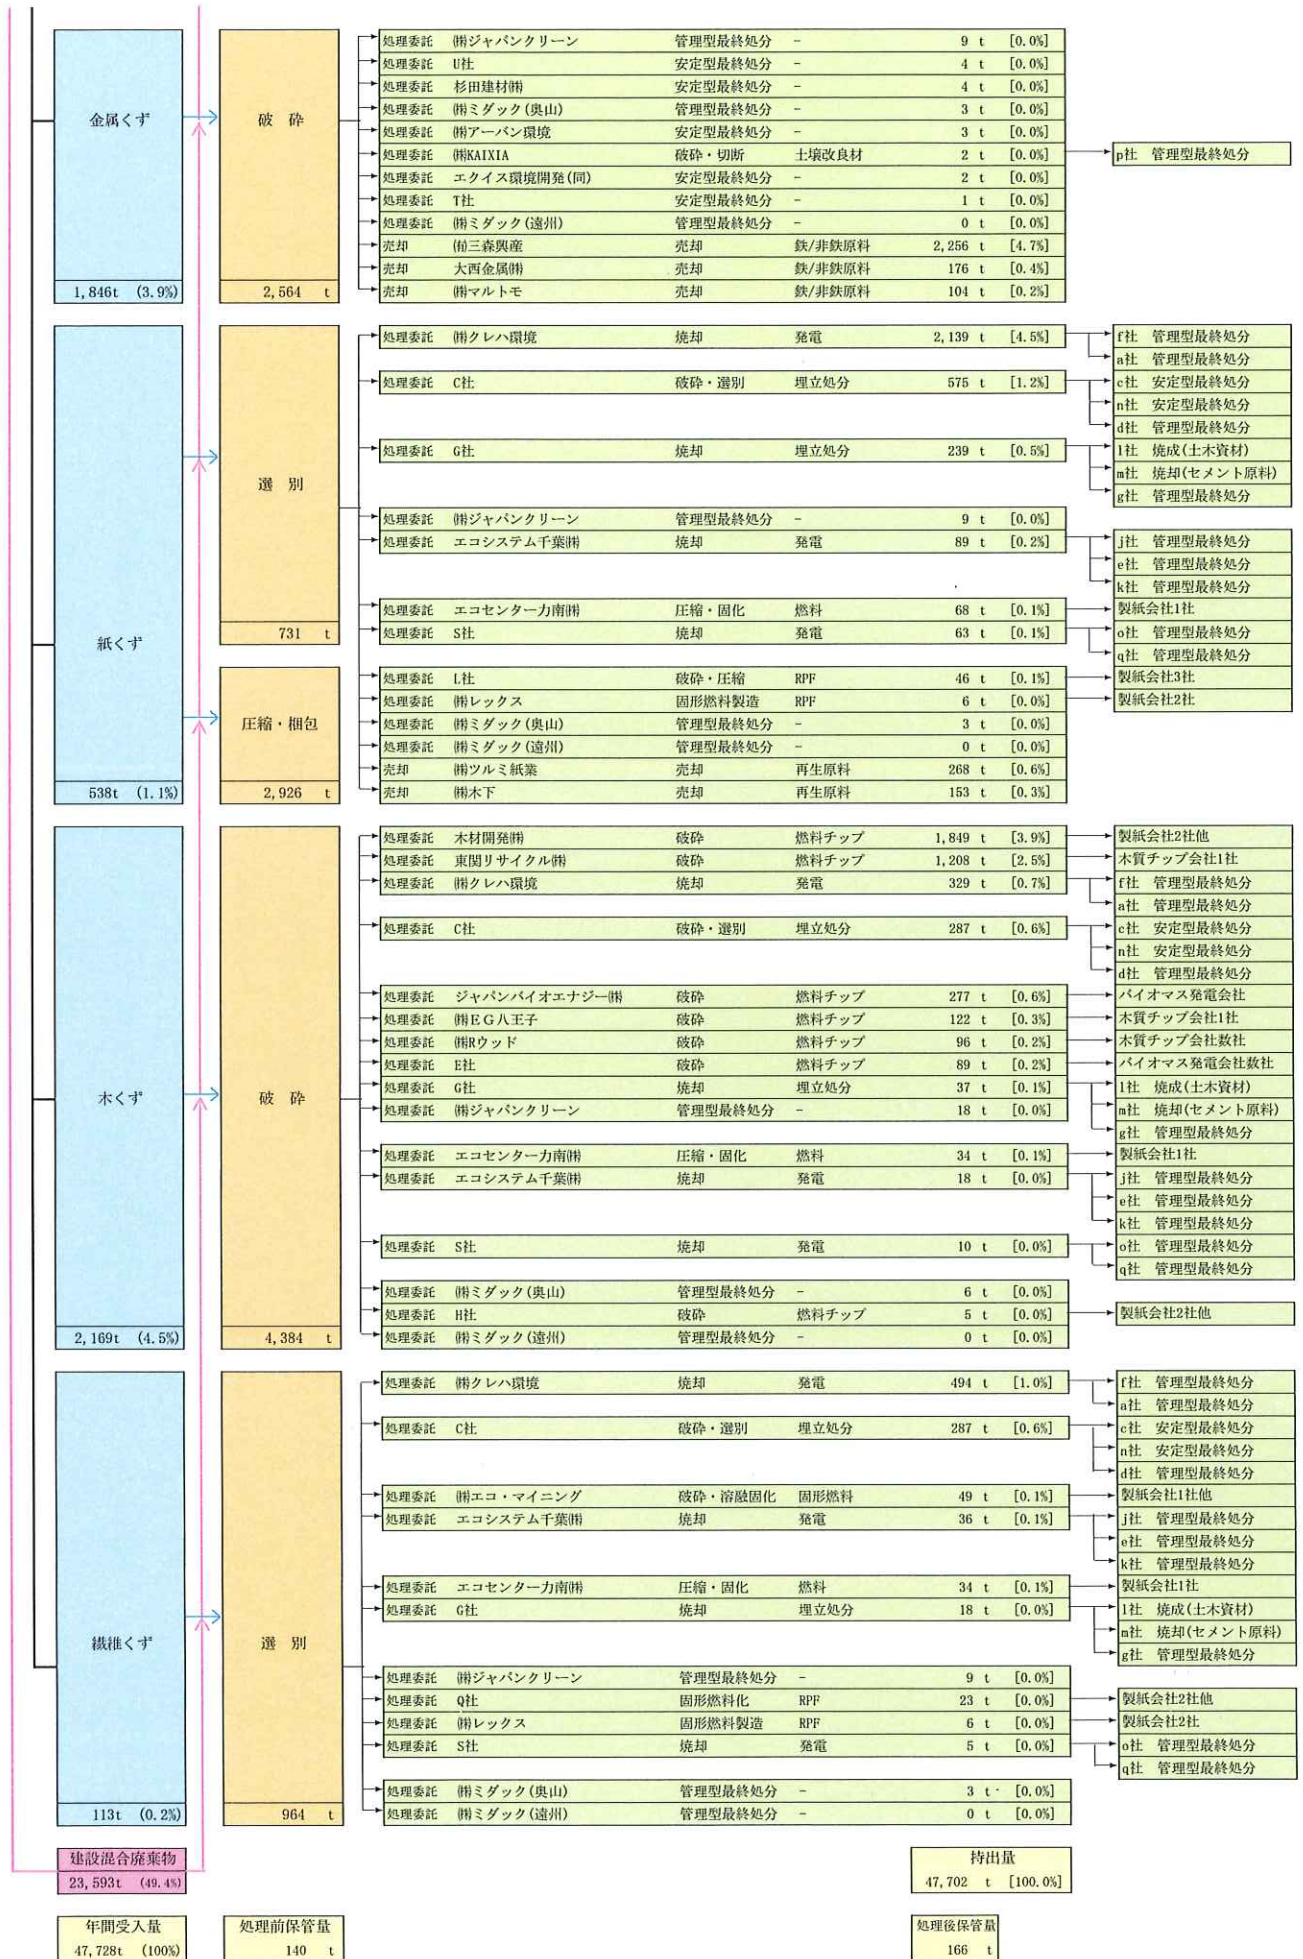 金属くず
1,846t (3.9%)
破 砕
2,564 t
処理委託 ㈱ジャパンクリーン 管理型最終処分 - 9 t [0.0%]
処理委託 U社 安定型最終処分 - 4 t [0.0%]
処理委託 杉田建材㈱ 安定型最終処分 - 4 t [0.0%]
処理委託 ㈱ミダック(奥山) 管理型最終処分 - 3 t [0.0%]
処理委託 ㈱アーバン環境 安定型最終処分 - 3 t [0.0%]
処理委託 ㈱KAIXIA 破砕・切断 土壌改良材 2 t [0.0%] p社 管理型最終処分
処理委託 エクイス環境開発(同) 安定型最終処分 - 2 t [0.0%]
処理委託 T社 安定型最終処分 - 1 t [0.0%]
処理委託 ㈱ミダック(遠州) 管理型最終処分 - 0 t [0.0%]
売却 ㈲三森興産 売却 鉄/非鉄原料 2,256 t [4.7%]
売却 大西金属㈱ 売却 鉄/非鉄原料 176 t [0.4%]
売却 ㈱マルトモ 売却 鉄/非鉄原料 104 t [0.2%]
紙くず
538t (1.1%)
選 別
731 t
圧縮・梱包
2,926 t
処理委託 ㈱クレハ環境 焼却 発電 2,139 t [4.5%] f社 管理型最終処分
a社 管理型最終処分
処理委託 C社 破砕・選別 埋立処分 575 t [1.2%] c社 安定型最終処分
n社 安定型最終処分
d社 管理型最終処分
処理委託 G社 焼却 埋立処分 239 t [0.5%] l社 焼成(土木資材)
m社 焼却(セメント原料)
g社 管理型最終処分
処理委託 ㈱ジャパンクリーン 管理型最終処分 - 9 t [0.0%]
処理委託 エコシステム千葉㈱ 焼却 発電 89 t [0.2%] j社 管理型最終処分
e社 管理型最終処分
k社 管理型最終処分
処理委託 エコセンター力南㈱ 圧縮・固化 燃料 68 t [0.1%] 製紙会社1社
処理委託 S社 焼却 発電 63 t [0.1%] o社 管理型最終処分
q社 管理型最終処分
処理委託 L社 破砕・圧縮 RPF 46 t [0.1%] 製紙会社3社
処理委託 ㈱レックス 固形燃料製造 RPF 6 t [0.0%] 製紙会社2社
処理委託 ㈱ミダック(奥山) 管理型最終処分 - 3 t [0.0%]
処理委託 ㈱ミダック(遠州) 管理型最終処分 - 0 t [0.0%]
売却 ㈱ツルミ紙業 売却 再生原料 268 t [0.6%]
売却 ㈱木下 売却 再生原料 153 t [0.3%]
木くず
2,169t (4.5%)
破 砕
4,384 t
処理委託 木材開発㈱ 破砕 燃料チップ 1,849 t [3.9%] 製紙会社2社他
処理委託 東関リサイクル㈱ 破砕 燃料チップ 1,208 t [2.5%] 木質チップ会社1社
処理委託 ㈱クレハ環境 焼却 発電 329 t [0.7%] f社 管理型最終処分
a社 管理型最終処分
処理委託 C社 破砕・選別 埋立処分 287 t [0.6%] c社 安定型最終処分
n社 安定型最終処分
d社 管理型最終処分
処理委託 ジャパンバイオエナジー㈱ 破砕 燃料チップ 277 t [0.6%] バイオマス発電会社
処理委託 ㈱EG八王子 破砕 燃料チップ 122 t [0.3%] 木質チップ会社1社
処理委託 ㈱Rウッド 破砕 燃料チップ 96 t [0.2%] 木質チップ会社数社
処理委託 E社 破砕 燃料チップ 89 t [0.2%] バイオマス発電会社数社
処理委託 G社 焼却 埋立処分 37 t [0.1%] l社 焼成(土木資材)
処理委託 ㈱ジャパンクリーン 管理型最終処分 - 18 t [0.0%] m社 焼却(セメント原料)
g社 管理型最終処分
処理委託 エコセンター力南㈱ 圧縮・固化 燃料 34 t [0.1%] 製紙会社1社
処理委託 エコシステム千葉㈱ 焼却 発電 18 t [0.0%] j社 管理型最終処分
e社 管理型最終処分
k社 管理型最終処分
処理委託 S社 焼却 発電 10 t [0.0%] o社 管理型最終処分
q社 管理型最終処分
処理委託 ㈱ミダック(奥山) 管理型最終処分 - 6 t [0.0%]
処理委託 H社 破砕 燃料チップ 5 t [0.0%] 製紙会社2社他
処理委託 ㈱ミダック(遠州) 管理型最終処分 - 0 t [0.0%]
繊維くず
113t (0.2%)
選 別
964 t
処理委託 ㈱クレハ環境 焼却 発電 494 t [1.0%] f社 管理型最終処分
a社 管理型最終処分
処理委託 C社 破砕・選別 埋立処分 287 t [0.6%] c社 安定型最終処分
n社 安定型最終処分
d社 管理型最終処分
処理委託 ㈱エコ・マイニング 破砕・溶融固化 固形燃料 49 t [0.1%] 製紙会社1社他
処理委託 エコシステム千葉㈱ 焼却 発電 36 t [0.1%] j社 管理型最終処分
e社 管理型最終処分
k社 管理型最終処分
処理委託 エコセンター力南㈱ 圧縮・固化 燃料 34 t [0.1%] 製紙会社1社
処理委託 G社 焼却 埋立処分 18 t [0.0%] l社 焼成(土木資材)
m社 焼却(セメント原料)
g社 管理型最終処分
処理委託 ㈱ジャパンクリーン 管理型最終処分 - 9 t [0.0%]
処理委託 Q社 固形燃料化 RPF 23 t [0.0%] 製紙会社2社他
処理委託 ㈱レックス 固形燃料製造 RPF 6 t [0.0%] 製紙会社2社
処理委託 S社 焼却 発電 5 t [0.0%] o社 管理型最終処分
q社 管理型最終処分
処理委託 ㈱ミダック(奥山) 管理型最終処分 - 3 t [0.0%]
処理委託 ㈱ミダック(遠州) 管理型最終処分 - 0 t [0.0%]
建設混合廃棄物
23,593t (49.4%)
持出量
47,702 t [100.0%]
年間受入量
47,728t (100%)
処理前保管量
140 t
処理後保管量
166 t